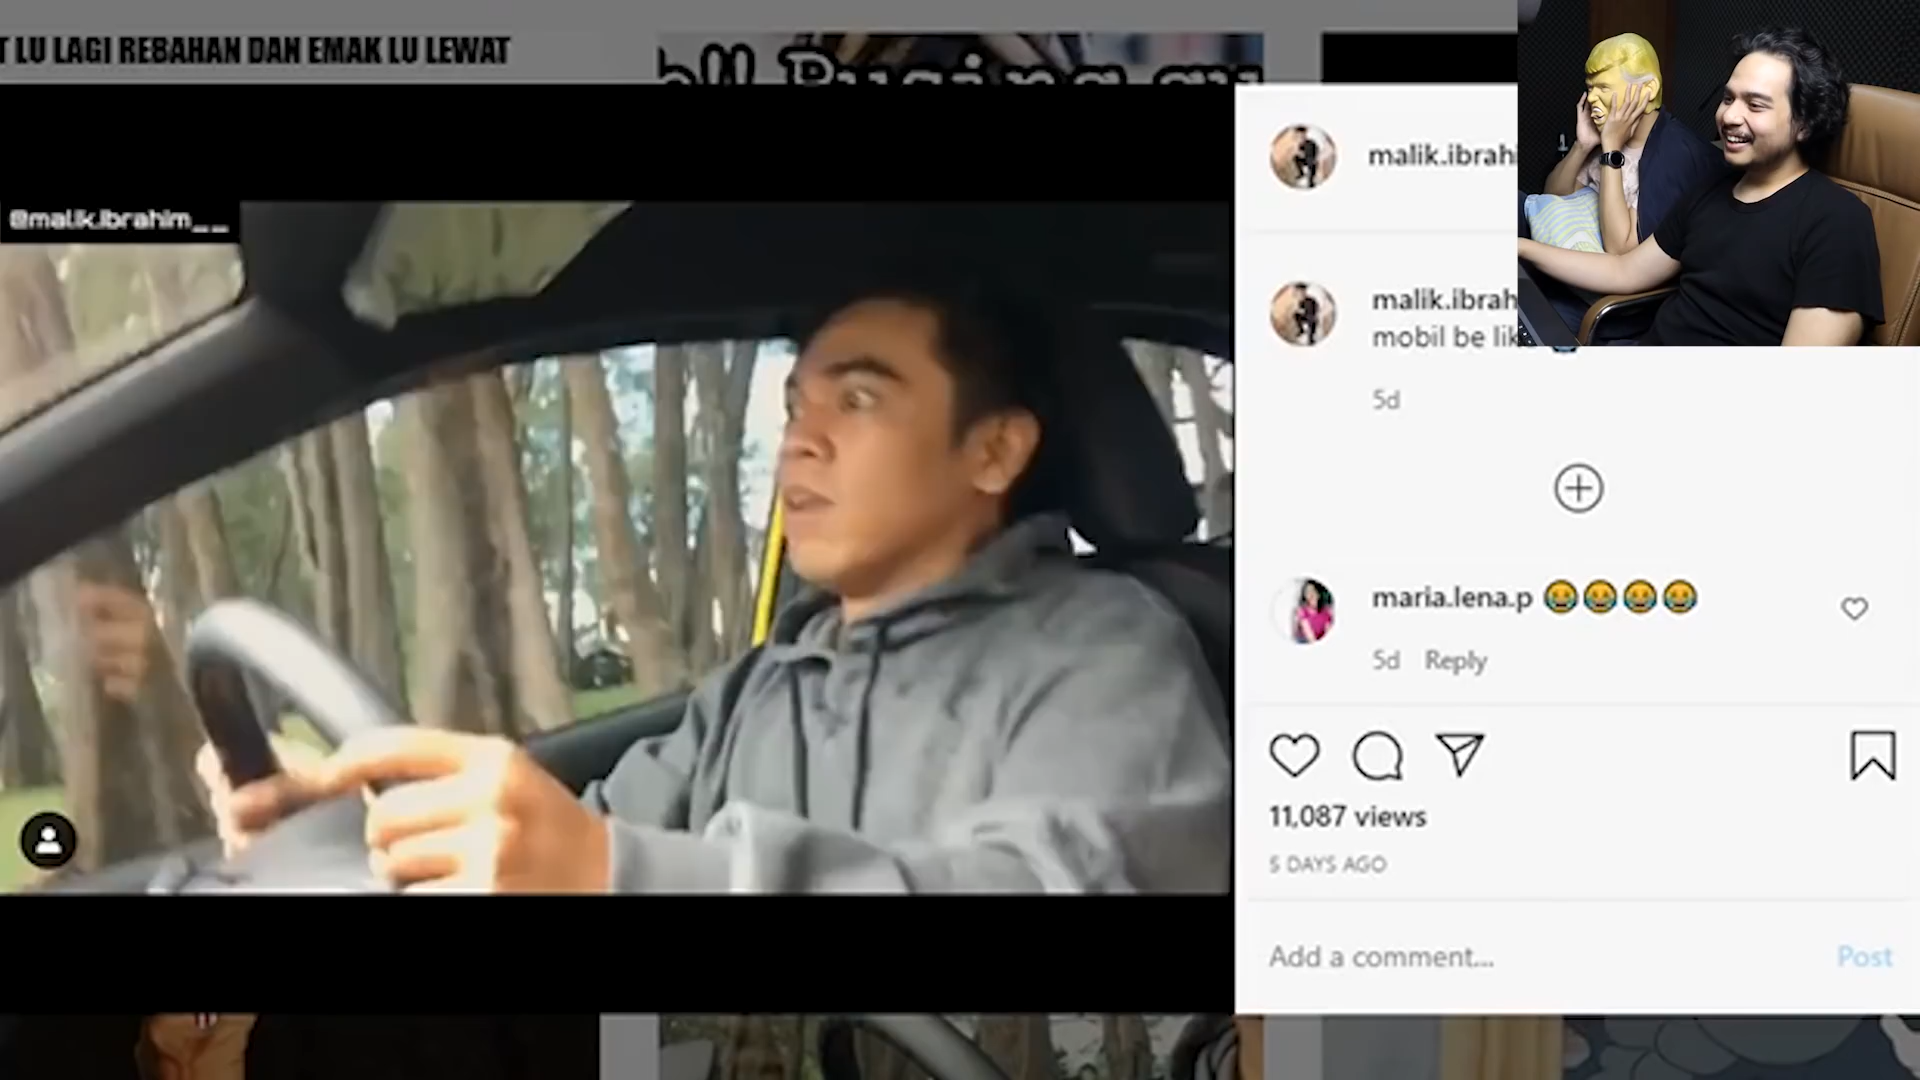 T LU LAGI REBAHAN DAN EMAK LU LEWAT
@malik.ibrahim__
malik.ibrahi
malik.ibrah
mobil be lik
5d
maria.lena.p 😂😂😂😂
5d Reply
11,087 views
5 DAYS AGO
Add a comment...
Post